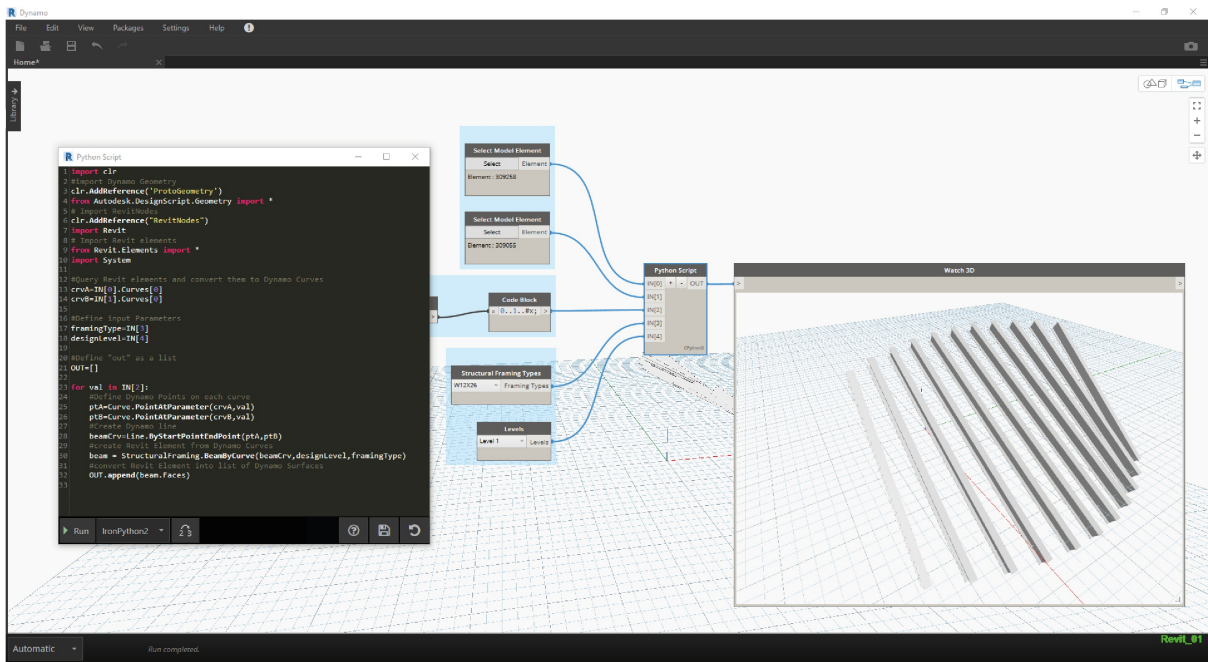 Dynamo
File Edit View Packages Settings Help
Home*
Library
Python Script
1 import clr
2 #import Dynamo Geometry
3 clr.AddReference('ProtoGeometry')
4 from Autodesk.DesignScript.Geometry import *
5 # Import RevitNodes
6 clr.AddReference("RevitNodes")
7 import Revit
8 # Import Revit elements
9 from Revit.Elements import *
10 import System
11
12 #Query Revit elements and convert them to Dynamo Curves
13 crvA=IN[0].Curves[0]
14 crvB=IN[1].Curves[0]
15
16 #Define input Parameters
17 framingType=IN[3]
18 designLevel=IN[4]
19
20 #Define "out" as a list
21 OUT=[]
22
23 for val in IN[2]:
24 #Define Dynamo Points on each curve
25 ptA=Curve.PointAtParameter(crvA,val)
26 ptB=Curve.PointAtParameter(crvB,val)
27 #Create Dynamo line
28 beamCrv=Line.ByStartPointEndPoint(ptA,ptB)
29 #create Revit Element from Dynamo Curves
30 beam = StructuralFraming.BeamByCurve(beamCrv,designLevel,framingType)
31 #convert Revit Element into list of Dynamo Surfaces
32 OUT.append(beam.Faces)
33
Run IronPython2 2 3
Select Model Element
Select Element
Element : 309258
Select Model Element
Select Element
Element : 309055
>
Code Block
x 0..1..#x; >
Structural Framing Types
W12X26 Framing Types
Levels
Level 1 Levels
Python Script
IN[0] + - OUT
IN[1]
IN[2]
IN[3]
IN[4]
Watch 3D
> >
Automatic
Run completed.
Revit_01